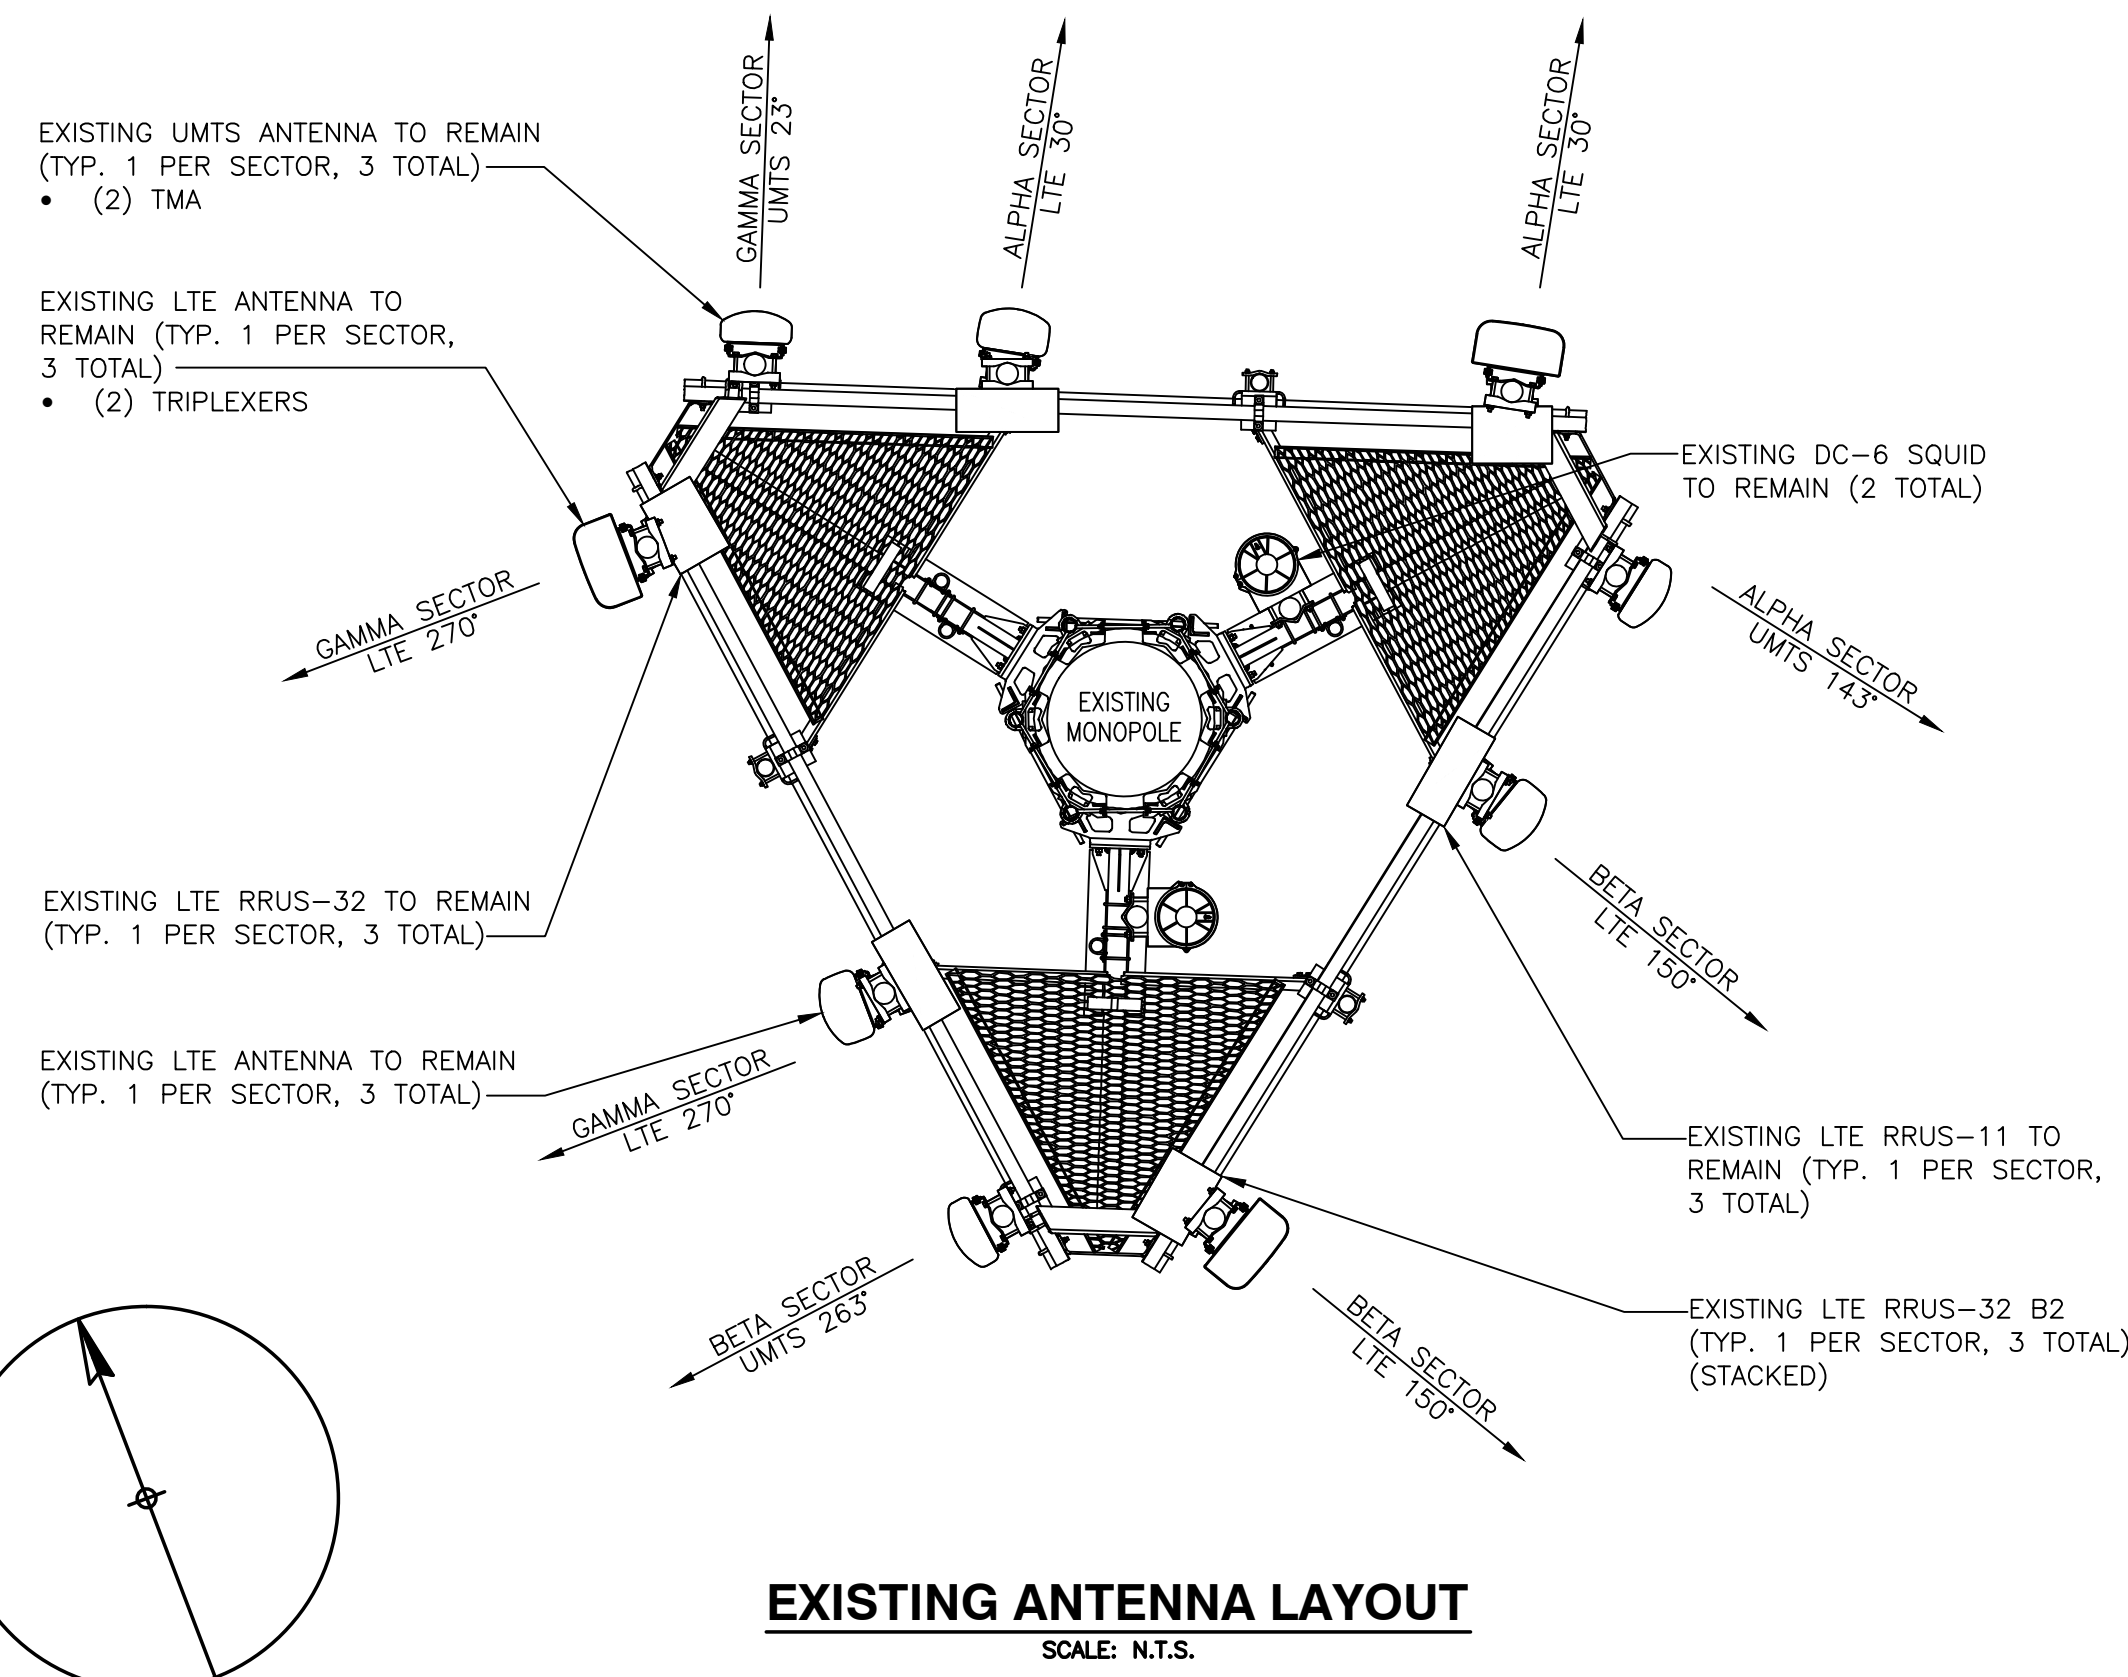 GAMMA SECTOR
UMTS 23°
ALPHA SECTOR
LTE 30°
ALPHA SECTOR
LTE 30°
EXISTING UMTS ANTENNA TO REMAIN
(TYP. 1 PER SECTOR, 3 TOTAL)
• (2) TMA
EXISTING LTE ANTENNA TO
REMAIN (TYP. 1 PER SECTOR,
3 TOTAL)
• (2) TRIPLEXERS
EXISTING DC-6 SQUID
TO REMAIN (2 TOTAL)
GAMMA SECTOR
LTE 270°
ALPHA SECTOR
UMTS 143°
EXISTING
MONOPOLE
EXISTING LTE RRUS-32 TO REMAIN
(TYP. 1 PER SECTOR, 3 TOTAL)
BETA SECTOR
LTE 150°
EXISTING LTE ANTENNA TO REMAIN
(TYP. 1 PER SECTOR, 3 TOTAL)
GAMMA SECTOR
LTE 270°
EXISTING LTE RRUS-11 TO
REMAIN (TYP. 1 PER SECTOR,
3 TOTAL)
BETA SECTOR
UMTS 263°
BETA SECTOR
LTE 150°
EXISTING LTE RRUS-32 B2
(TYP. 1 PER SECTOR, 3 TOTAL)
(STACKED)
EXISTING ANTENNA LAYOUT
SCALE: N.T.S.